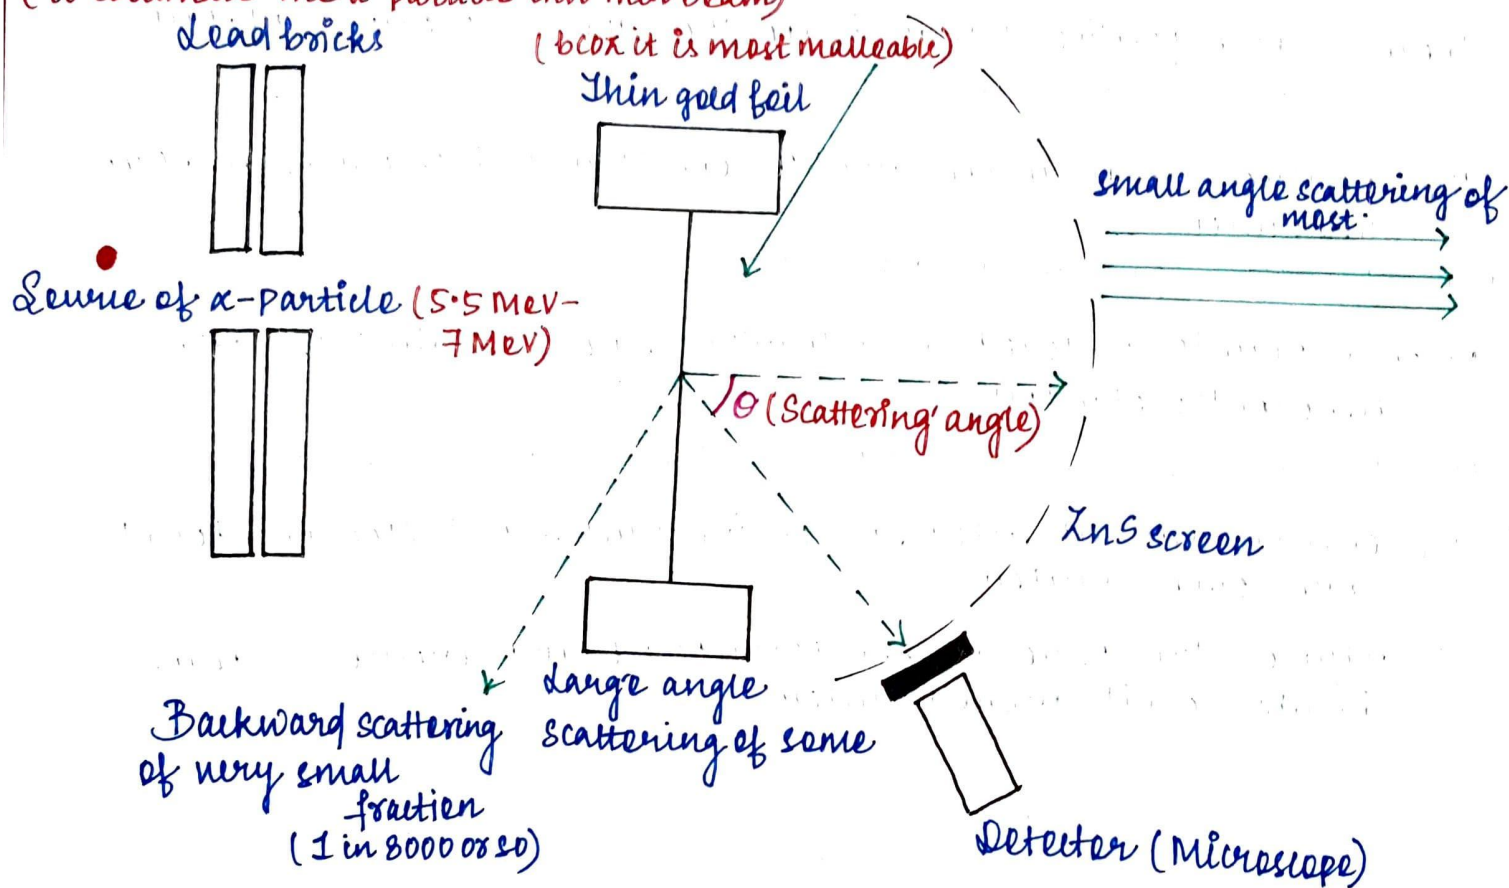 Lead bricks
(bcoz it is most malleable)
Thin gold foil
small angle scattering of
most.
Source of α-particle (5.5 MeV-
7 MeV)
θ (Scattering angle)
ZnS screen
Large angle
scattering of some
Backward scattering
of very small
fraction
(1 in 8000 or so)
Detector (Microscope)